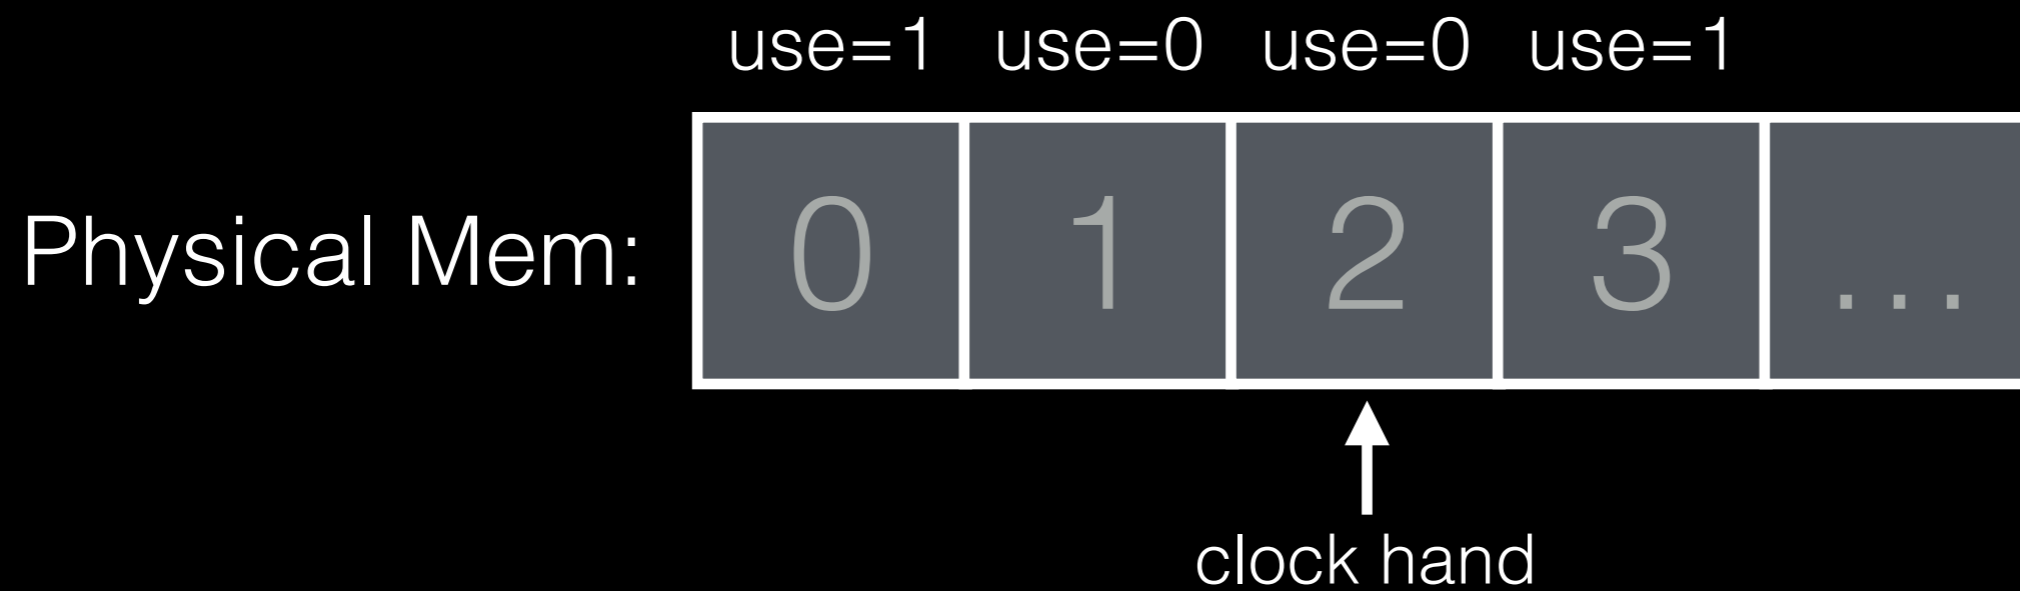 use=1 use=0 use=0 use=1
Physical Mem: 0 1 2 3 ...
clock hand